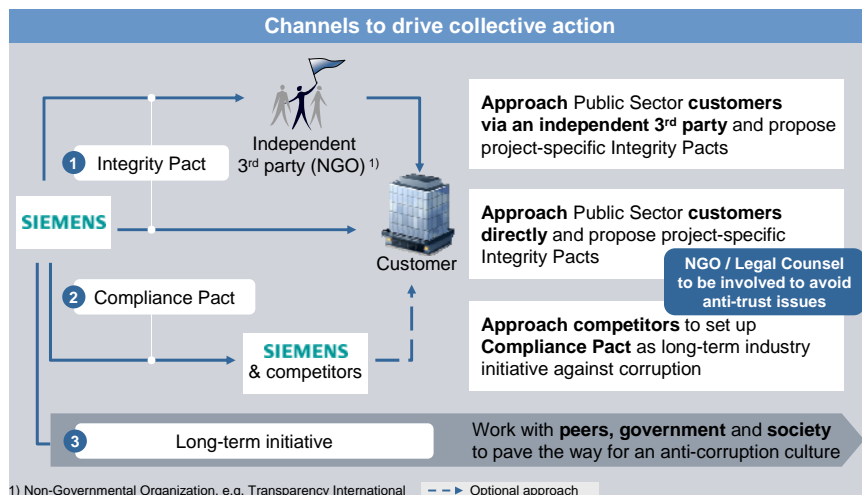 Channels to drive collective action
Independent
3rd party (NGO) 1)
1 Integrity Pact
SIEMENS
Customer
2 Compliance Pact
SIEMENS
& competitors
Approach Public Sector customers
via an independent 3rd party and propose
project-specific Integrity Pacts
Approach Public Sector customers
directly and propose project-specific
Integrity Pacts
NGO / Legal Counsel
to be involved to avoid
anti-trust issues
Approach competitors to set up
Compliance Pact as long-term industry
initiative against corruption
3 Long-term initiative
Work with peers, government and society
to pave the way for an anti-corruption culture
1) Non-Governmental Organization, e.g. Transparency International
Optional approach